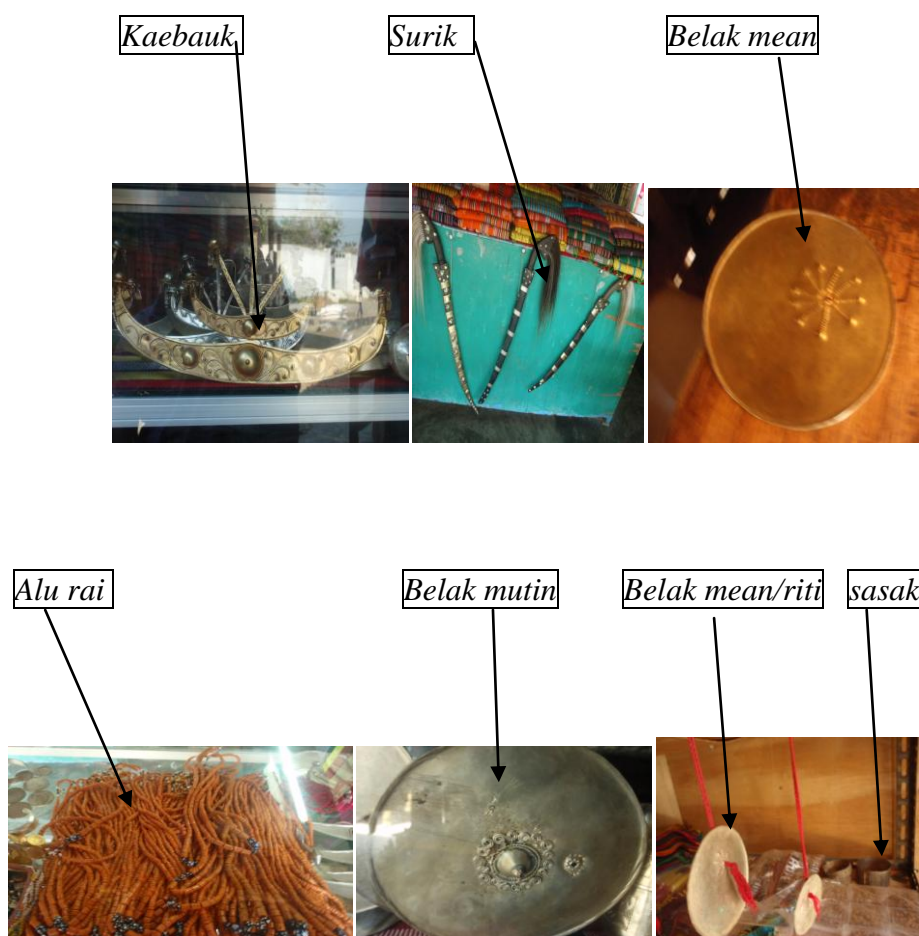 Kaebauk
Surik
Belak mean
Alu rai
Belak mutin
Belak mean/riti
sasak